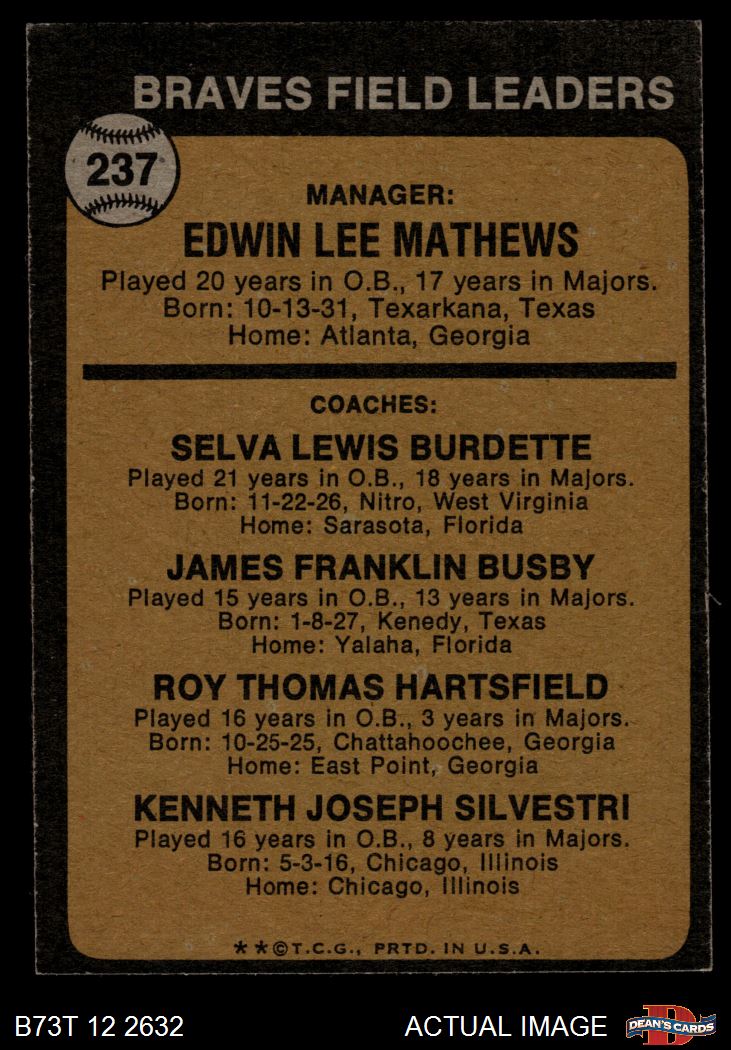 BRAVES FIELD LEADERS
237
MANAGER:
EDWIN LEE MATHEWS
Played 20 years in O.B., 17 years in Majors.
Born: 10-13-31, Texarkana, Texas
Home: Atlanta, Georgia
COACHES:
SELVA LEWIS BURDETTE
Played 21 years in O.B., 18 years in Majors.
Born: 11-22-26, Nitro, West Virginia
Home: Sarasota, Florida
JAMES FRANKLIN BUSBY
Played 15 years in O.B., 13 years in Majors.
Born: 1-8-27, Kenedy, Texas
Home: Yalaha, Florida
ROY THOMAS HARTSFIELD
Played 16 years in O.B., 3 years in Majors.
Born: 10-25-25, Chattahoochee, Georgia
Home: East Point, Georgia
KENNETH JOSEPH SILVESTRI
Played 16 years in O.B., 8 years in Majors.
Born: 5-3-16, Chicago, Illinois
Home: Chicago, Illinois
★★©T.C.G., PRTD. IN U.S.A.
B73T 12 2632
ACTUAL IMAGE
D
DEAN'S CARDS